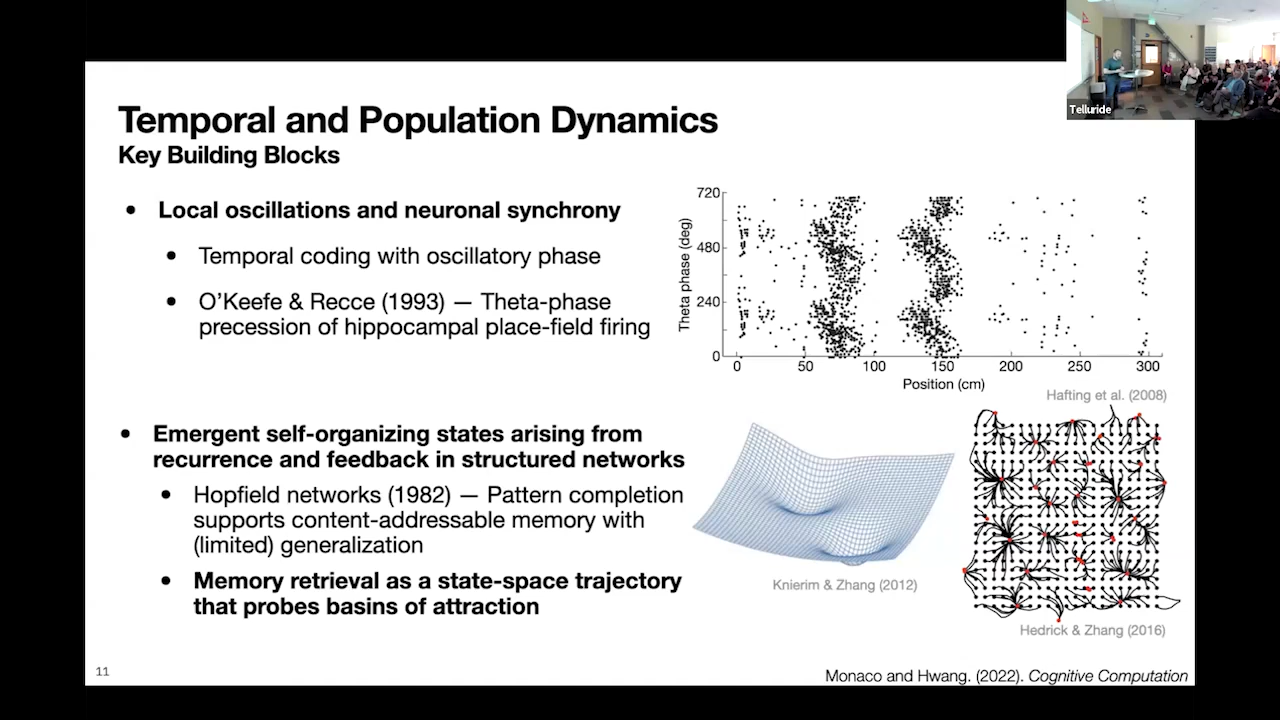 Telluride
Temporal and Population Dynamics
Key Building Blocks
• Local oscillations and neuronal synchrony
• Temporal coding with oscillatory phase
• O'Keefe & Recce (1993) — Theta-phase
precession of hippocampal place-field firing
Theta phase (deg)
720
480
240
0
0 50 100 150 200 250 300
Position (cm)
Hafting et al. (2008)
• Emergent self-organizing states arising from
recurrence and feedback in structured networks
• Hopfield networks (1982) — Pattern completion
supports content-addressable memory with
(limited) generalization
• Memory retrieval as a state-space trajectory
that probes basins of attraction
Knierim & Zhang (2012)
Hedrick & Zhang (2016)
11
Monaco and Hwang. (2022). Cognitive Computation